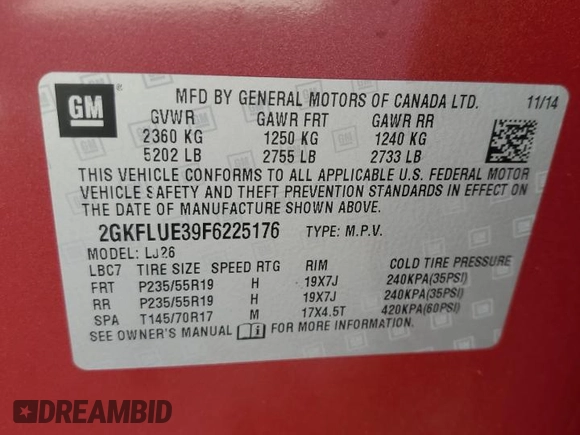 GM
MFD BY GENERAL MOTORS OF CANADA LTD. 11/14
GVWR GAWR FRT GAWR RR
2360 KG 1250 KG 1240 KG
5202 LB 2755 LB 2733 LB
THIS VEHICLE CONFORMS TO ALL APPLICABLE U.S. FEDERAL MOTOR
VEHICLE SAFETY AND THEFT PREVENTION STANDARDS IN EFFECT ON
THE DATE OF MANUFACTURE SHOWN ABOVE.
2GKFLUE39F6225176 TYPE: M.P.V.
MODEL: LJ26
LBC7 TIRE SIZE SPEED RTG RIM COLD TIRE PRESSURE
FRT P235/55R19 H 19X7J 240KPA(35PSI)
RR P235/55R19 H 19X7J 240KPA(35PSI)
SPA T145/70R17 M 17X4.5T 420KPA(60PSI)
SEE OWNER'S MANUAL FOR MORE INFORMATION
DREAMBID